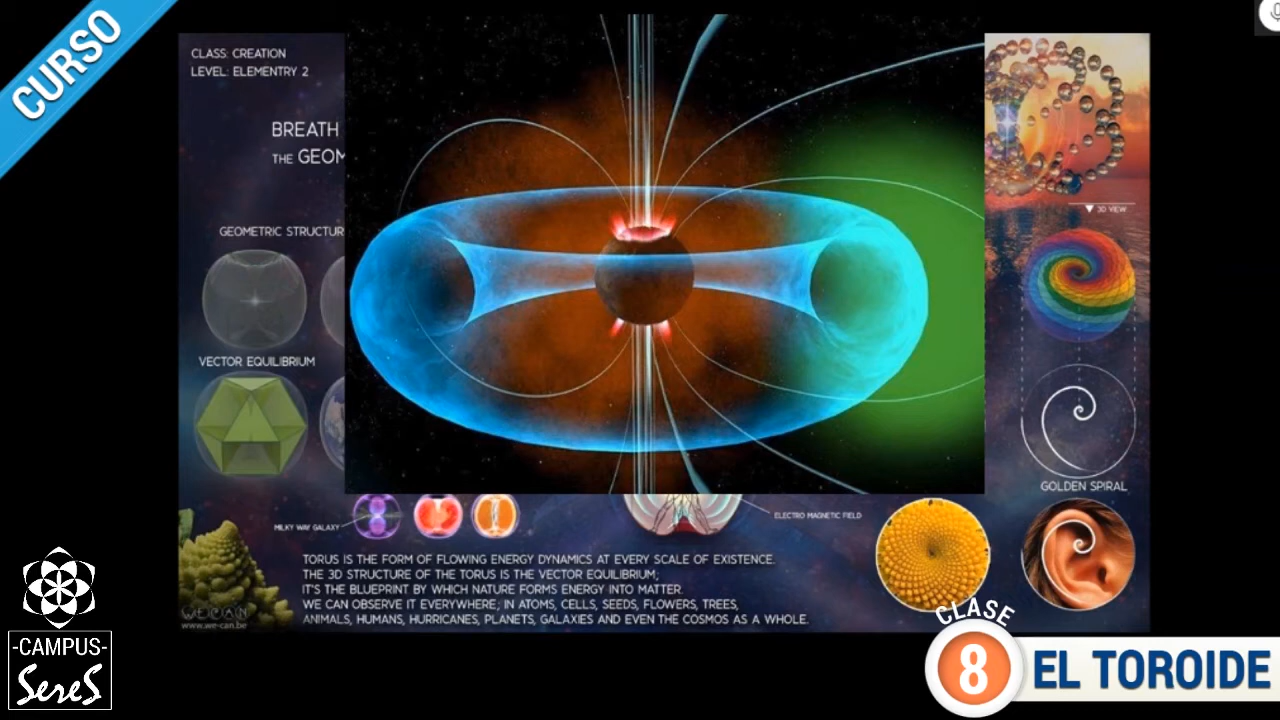 CURSO
CLASS: CREATION
LEVEL: ELEMENTRY 2
BREATH
THE GEOM
GEOMETRIC STRUCTUR
3D VIEW
VECTOR EQUILIBRIUM
GOLDEN SPIRAL
MILKY WAY GALAXY
ELECTRO MAGNETIC FIELD
TORUS IS THE FORM OF FLOWING ENERGY DYNAMICS AT EVERY SCALE OF EXISTENCE.
THE 3D STRUCTURE OF THE TORUS IS THE VECTOR EQUILIBRIUM;
IT'S THE BLUEPRINT BY WHICH NATURE FORMS ENERGY INTO MATTER.
WE CAN OBSERVE IT EVERYWHERE; IN ATOMS, CELLS, SEEDS, FLOWERS, TREES,
ANIMALS, HUMANS, HURRICANES, PLANETS, GALAXIES AND EVEN THE COSMOS AS A WHOLE.
WE CAN
www.we-can.be
-CAMPUS-
SereS
CLASE
8 EL TOROIDE